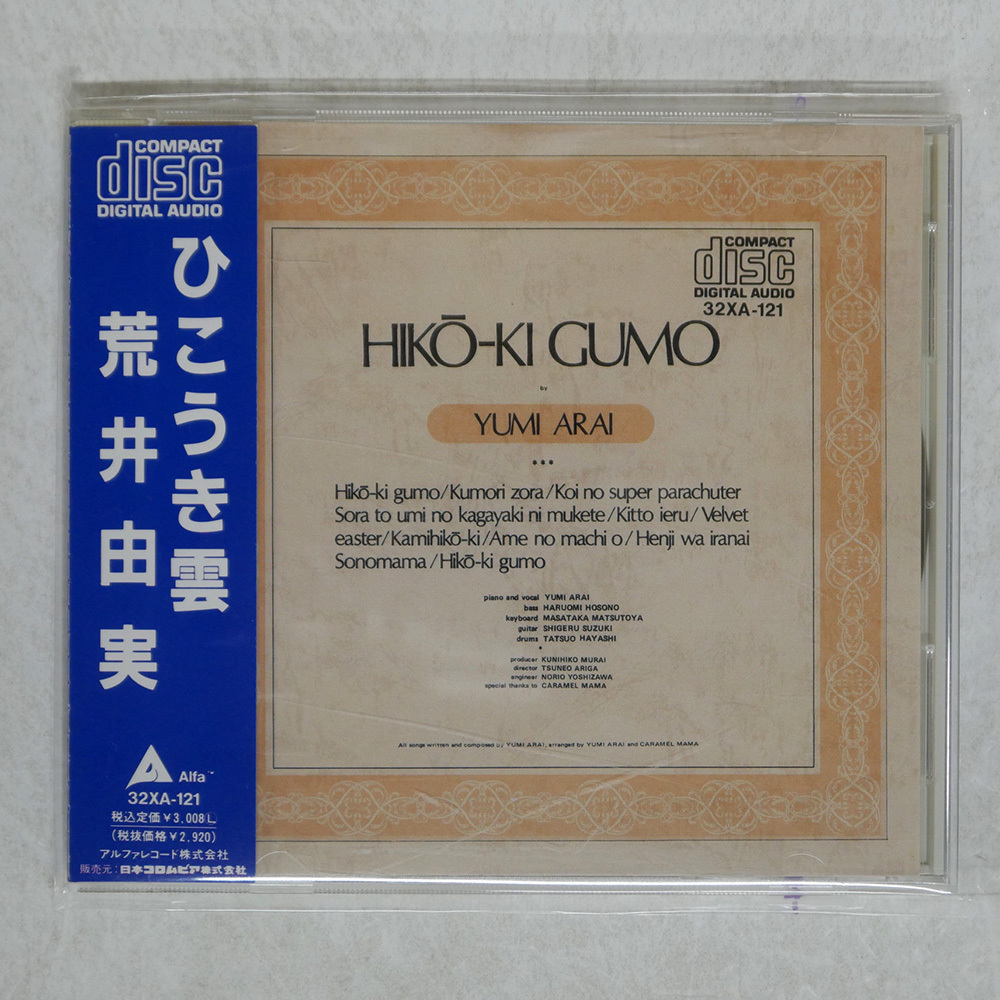 COMPACT
disc
DIGITAL AUDIO
ひこうき雲
荒井由実
Alfa™
32XA-121
税込定価¥3,008 L
(税抜価格¥2,920)
アルファレコード株式会社
販売元:日本コロムビア株式会社
COMPACT
disc
DIGITAL AUDIO
32XA-121
HIKŌ-KI GUMO
by
YUMI ARAI
***
Hikō-ki gumo/Kumori zora/Koi no super parachuter
Sora to umi no kagayaki ni mukete/Kitto ieru/Velvet
easter/Kamihikō-ki/Ame no machi o/Henji wa iranai
Sonomama/Hikō-ki gumo
piano and vocal YUMI ARAI
bass HARUOMI HOSONO
keyboard MASATAKA MATSUTOYA
guitar SHIGERU SUZUKI
drums TATSUO HAYASHI
*
producer KUNIHIKO MURAI
director TSUNEO ARIGA
engineer NORIO YOSHIZAWA
special thanks to CARAMEL MAMA
All songs written and composed by YUMI ARAI, arranged by YUMI ARAI and CARAMEL MAMA